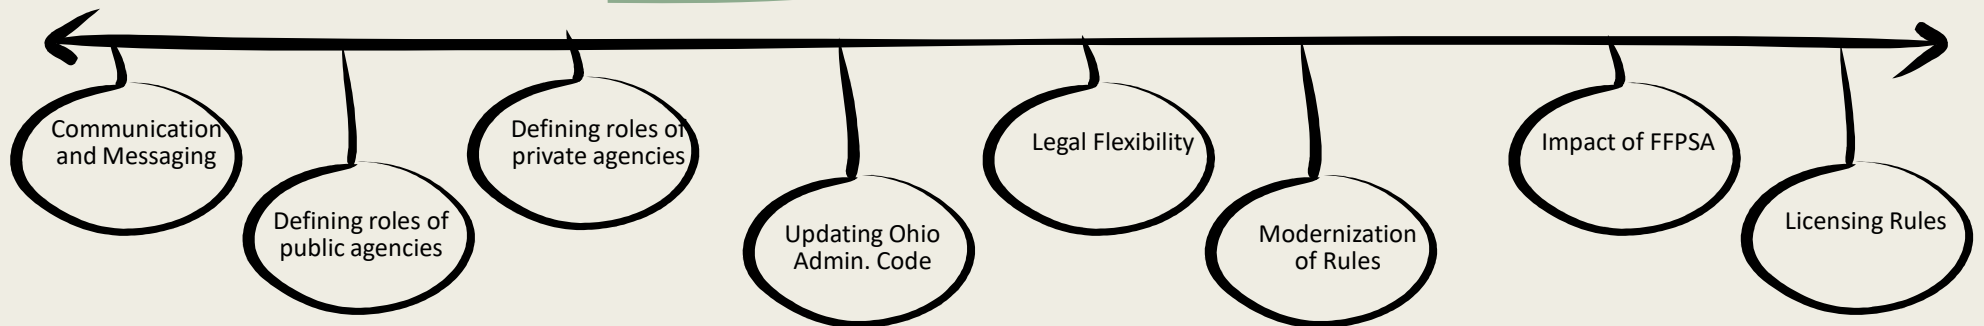 Communication
and Messaging
Defining roles of
public agencies
Defining roles of
private agencies
Updating Ohio
Admin. Code
Legal Flexibility
Modernization
of Rules
Impact of FFPSA
Licensing Rules